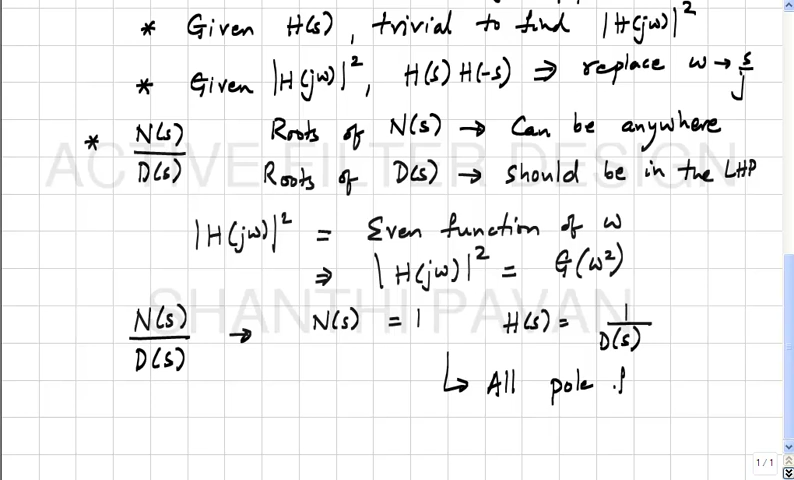 * Given H(s), trivial to find |H(jω)|²
* Given |H(jω)|², H(s) H(-s) ⇒ replace ω → s/j
* N(s)/D(s) Roots of N(s) → Can be anywhere
Roots of D(s) → should be in the LHP
ACTIVE FILTER DESIGN
|H(jω)|² = Even function of ω
⇒ |H(jω)|² = G(ω²)
SHANTHI PAVAN
N(s)/D(s) → N(s) = 1 H(s) = 1/D(s)
↳ All pole
1 / 1